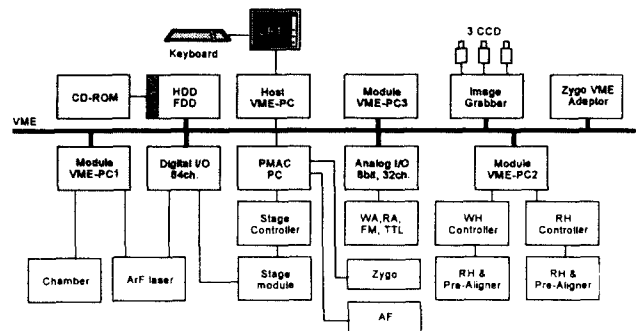 3 CCD
Keyboard
CD-ROM
HDD
FDD
Host
VME-PC
Module
VME-PC3
Image
Grabbar
Zygo VME
Adeptor
VME
Module
VME-PC1
Digital I/O
64ch.
PMAC
PC
Analog I/O
8bit, 32ch.
Module
VME-PC2
Stage
Controller
WA,RA,
FM, TTL
WH
Controller
RH
Controller
Chamber
ArF laser
Stage
module
Zygo
RH &
Pre-Aligner
RH &
Pre-Aligner
AF